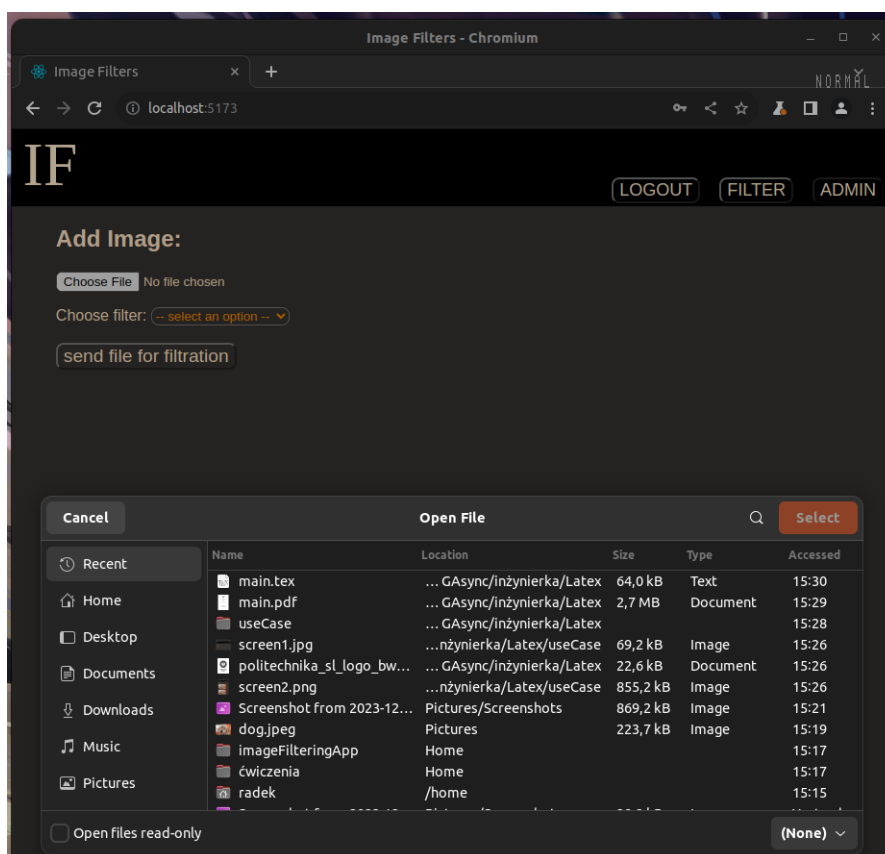 Image Filters - Chromium
Image Filters
NORMAL
localhost:5173
IF
LOGOUT FILTER ADMIN
Add Image:
Choose File No file chosen
Choose filter: -- select an option --
send file for filtration
Cancel Open File Select
Name Location Size Type Accessed
Recent
Home
Desktop
Documents
Downloads
Music
Pictures
main.tex ... GAsync/inżynierka/Latex 64,0 kB Text 15:30
main.pdf ... GAsync/inżynierka/Latex 2,7 MB Document 15:29
useCase ... GAsync/inżynierka/Latex 15:28
screen1.jpg ...nżynierka/Latex/useCase 69,2 kB Image 15:26
politechnika_sl_logo_bw... ... GAsync/inżynierka/Latex 22,6 kB Document 15:26
screen2.png ...nżynierka/Latex/useCase 855,2 kB Image 15:26
Screenshot from 2023-12... Pictures/Screenshots 869,2 kB Image 15:21
dog.jpeg Pictures 223,7 kB Image 15:19
imageFilteringApp Home 15:17
ćwiczenia Home 15:17
radek /home 15:15
Open files read-only (None)